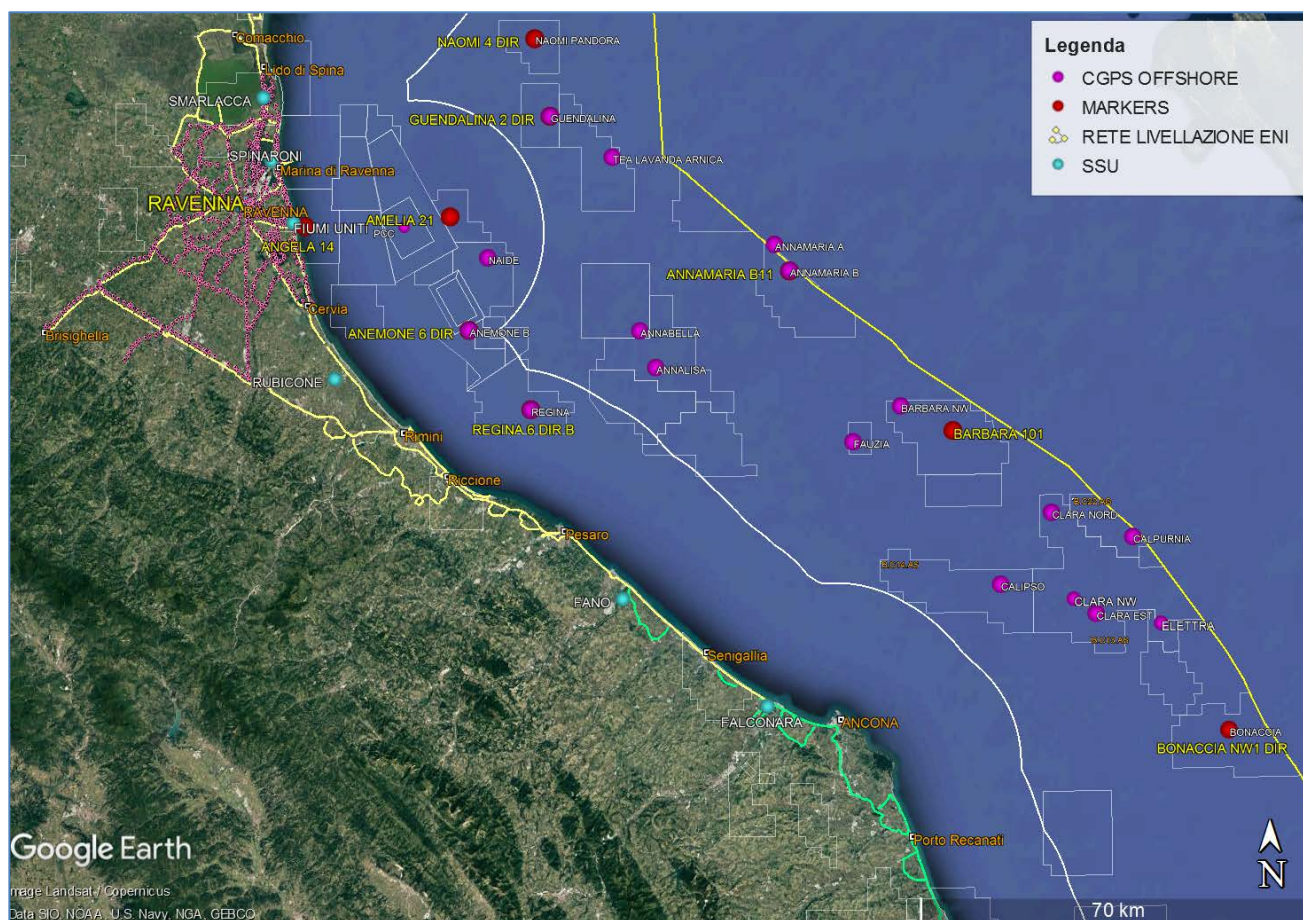 Legenda
CGPS OFFSHORE
MARKERS
RETE LIVELLAZIONE ENI
SSU
Comacchio
NAOMI 4 DIR
NAOMI PANDORA
Lido di Spina
SMARLACCA
GUENDALINA 2 DIR
GUENDALINA
SPINARONI
TEA LAVANDA ARNICA
Marina di Ravenna
RAVENNA
RAVENNA
AMELIA 21
FIUMI UNITI
PCC
ANGELA 14
ANNAMARIA A
NAIDE
ANNAMARIA B11
ANNAMARIA B
Cervia
Brisighella
ANEMONE 6 DIR
ANEMONE B
ANNABELLA
ANNALISA
RUBICONE
REGINA
BARBARA NW
REGINA 6 DIR.B
Rimini
BARBARA 101
FAUZIA
Riccione
CLARA NORD
Pesaro
CALPURNIA
CALIPSO
FANO
CLARA NW
CLARA EST
ELETTRA
Senigallia
FALCONARA
ANCONA
BONACCIA
BONACCIA NW1 DIR
Porto Recanati
Google Earth
N
Image Landsat / Copernicus
70 km
Data SIO, NOAA, U.S. Navy, NGA, GEBCO